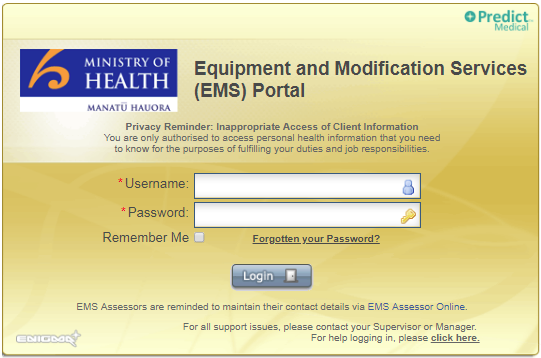 Predict
Medical
MINISTRY OF
HEALTH
MANATŪ HAUORA
Equipment and Modification Services
(EMS) Portal
Privacy Reminder: Inappropriate Access of Client Information
You are only authorised to access personal health information that you need
to know for the purposes of fulfilling your duties and job responsibilities.
*Username:
*Password:
Remember Me
Forgotten your Password?
Login
EMS Assessors are reminded to maintain their contact details via EMS Assessor Online.
For all support issues, please contact your Supervisor or Manager.
For help logging in, please click here.
ENIGMA